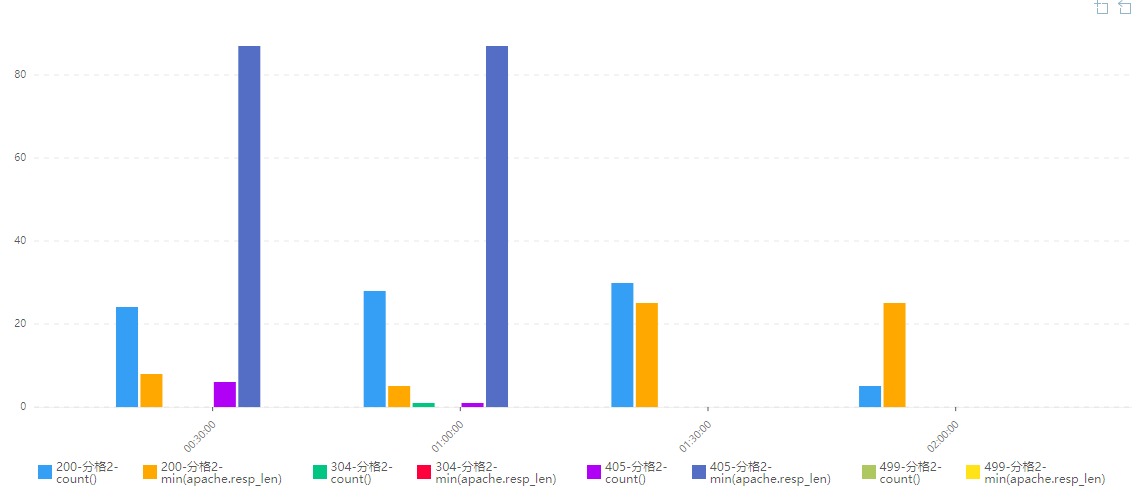 80
60
40
20
0
00:30:00
01:00:00
01:30:00
02:00:00
200-分格2-
count()
200-分格2-
min(apache.resp_len)
304-分格2-
count()
304-分格2-
min(apache.resp_len)
405-分格2-
count()
405-分格2-
min(apache.resp_len)
499-分格2-
count()
499-分格2-
min(apache.resp_len)